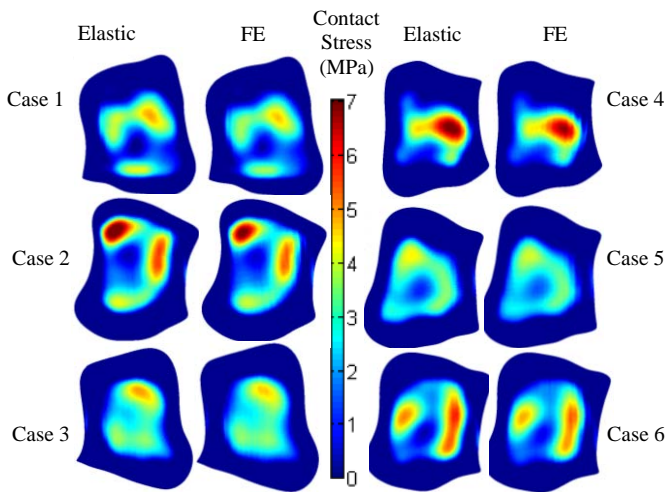 Elastic FE Contact Stress (MPa) Elastic FE
Case 1
Case 4
Case 2
Case 5
Case 3
Case 6
7
6
5
4
3
2
1
0